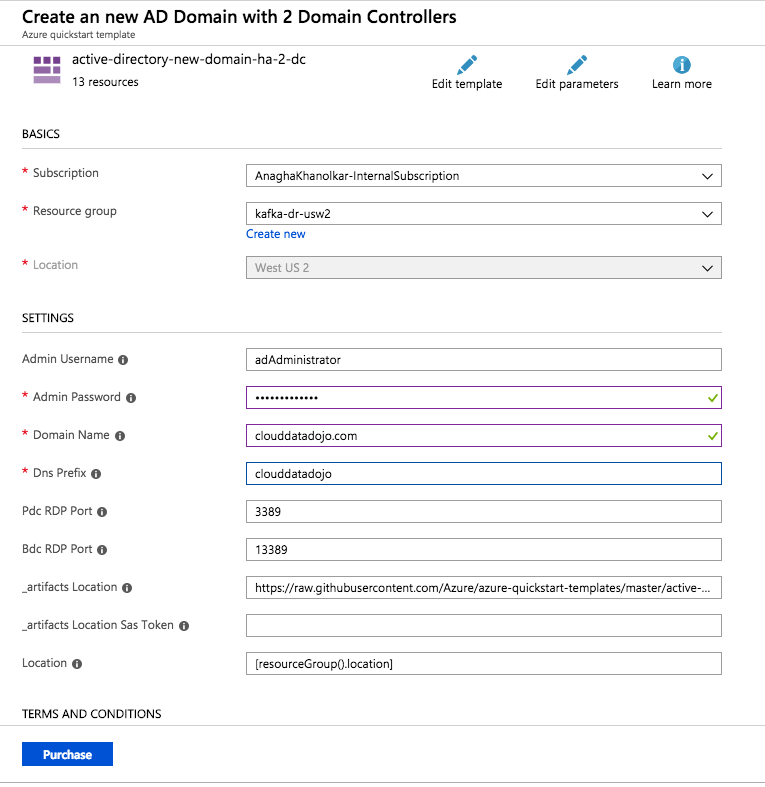 Create an new AD Domain with 2 Domain Controllers
Azure quickstart template
active-directory-new-domain-ha-2-dc
13 resources
Edit template
Edit parameters
Learn more
BASICS
* Subscription
AnaghaKhanolkar-InternalSubscription
* Resource group
kafka-dr-usw2
Create new
* Location
West US 2
SETTINGS
Admin Username
adAdministrator
* Admin Password
•••••••••••••
* Domain Name
clouddatadojo.com
* Dns Prefix
clouddatadojo
Pdc RDP Port
3389
Bdc RDP Port
13389
_artifacts Location
https://raw.githubusercontent.com/Azure/azure-quickstart-templates/master/active-...
_artifacts Location Sas Token
Location
[resourceGroup().location]
TERMS AND CONDITIONS
Purchase